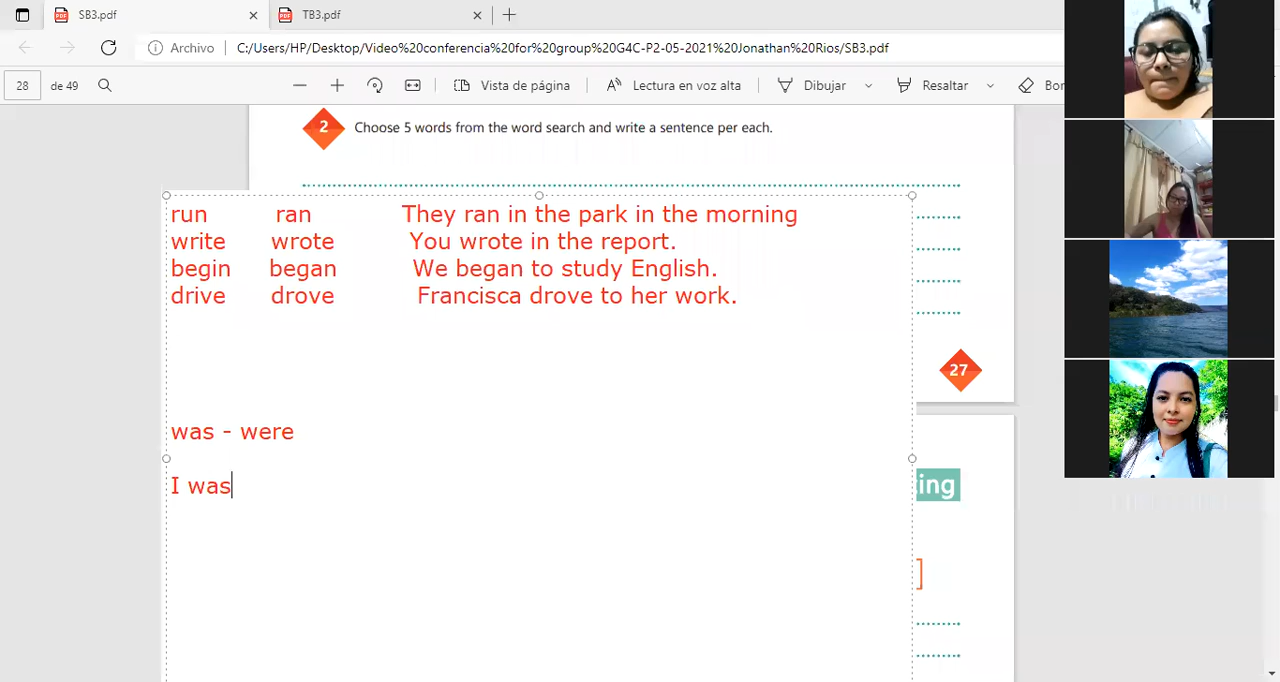 SB3.pdf
TB3.pdf
Archivo
C:/Users/HP/Desktop/Video%20conferencia%20for%20group%20G4C-P2-05-2021%20Jonathan%20Rios/SB3.pdf
28 de 49
Vista de página
Lectura en voz alta
Dibujar
Resaltar
Bor
2 Choose 5 words from the word search and write a sentence per each.
run ran They ran in the park in the morning
write wrote You wrote in the report.
begin began We began to study English.
drive drove Francisca drove to her work.
27
was - were
I was
ing
]